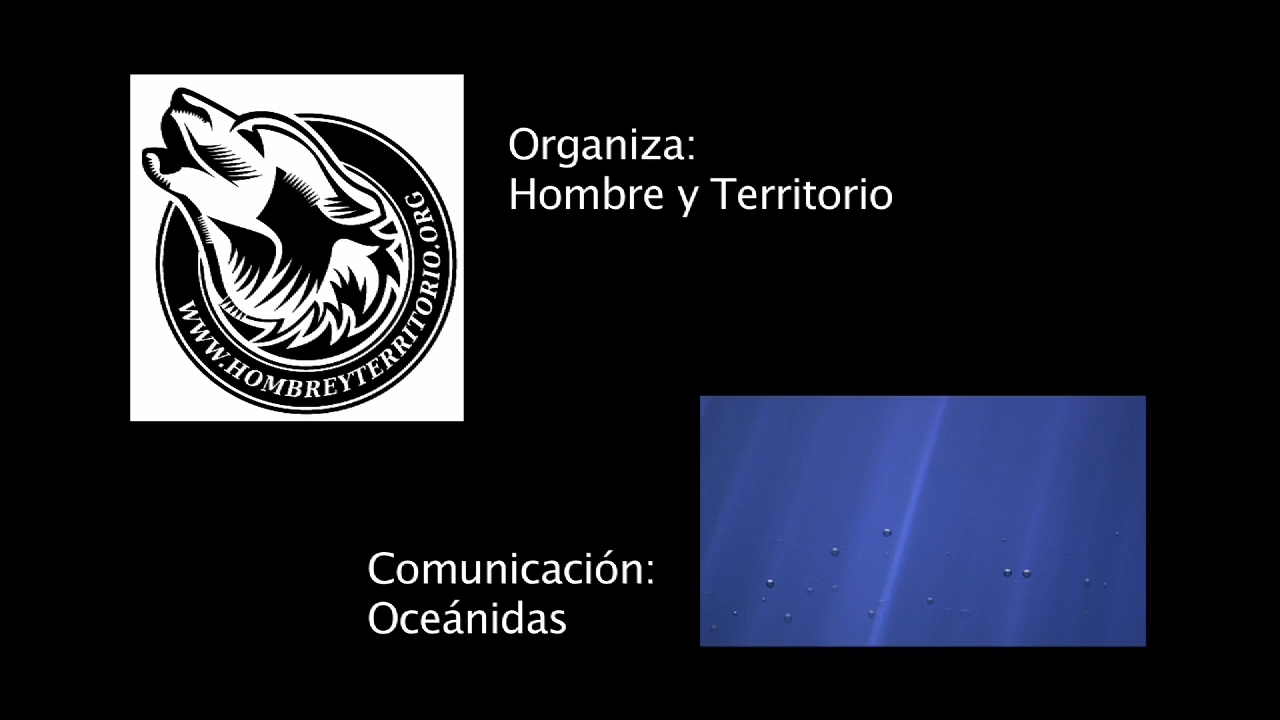 WWW.HOMBREYTERRITORIO.ORG
Organiza:
Hombre y Territorio
Comunicación:
Oceánidas